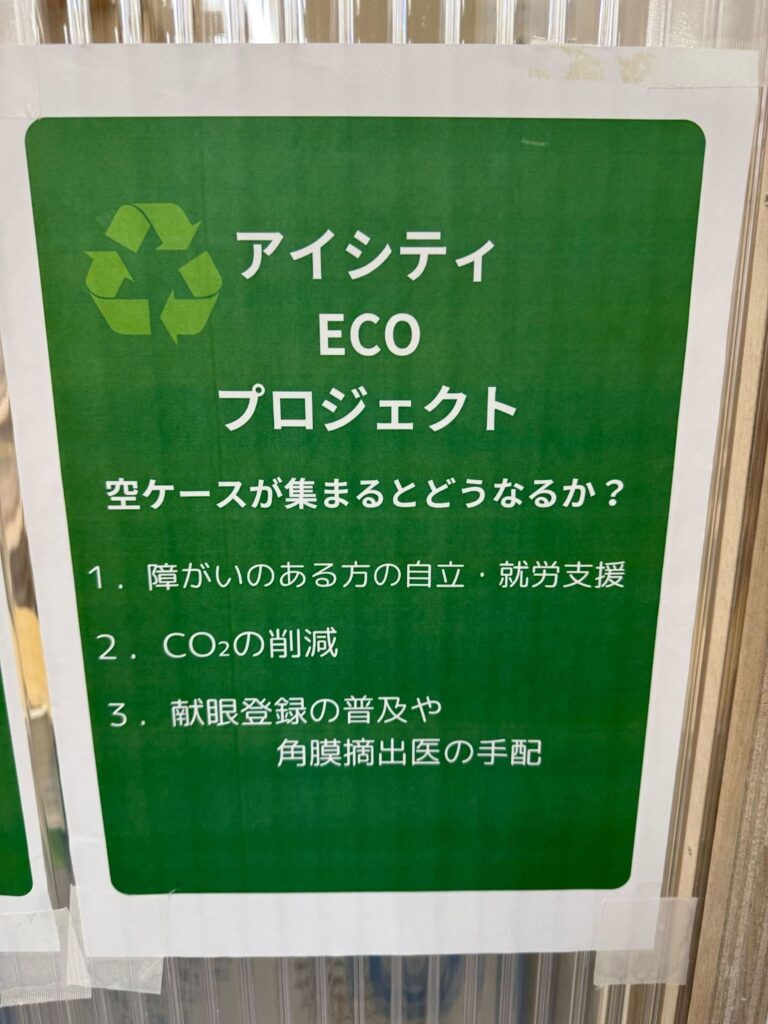 アイシティ
ECO
プロジェクト
空ケースが集まるとどうなるか？
1．障がいのある方の自立・就労支援
2．CO₂の削減
3．献眼登録の普及や
角膜摘出医の手配